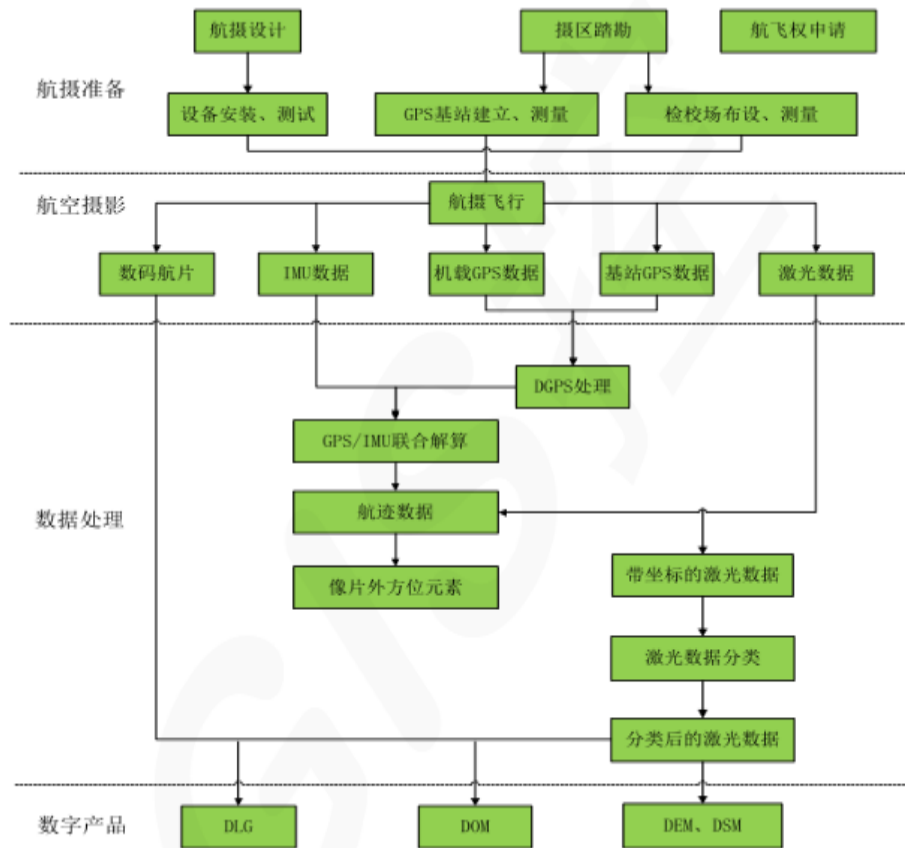 航摄设计
摄区踏勘
航飞权申请
航摄准备
设备安装、测试
GPS基站建立、测量
检校场布设、测量
航空摄影
航摄飞行
数码航片
IMU数据
机载GPS数据
基站GPS数据
激光数据
DGPS处理
GPS/IMU联合解算
数据处理
航迹数据
像片外方位元素
带坐标的激光数据
激光数据分类
分类后的激光数据
数字产品
DLG
DOM
DEM、DSM